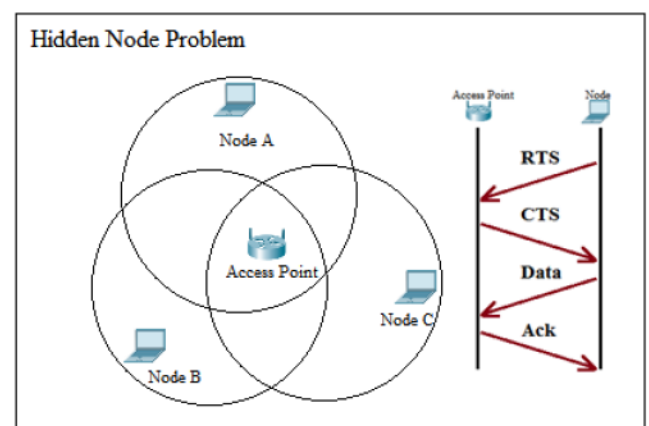 Hidden Node Problem
Node A
Access Point
Node C
Node B
Access Point
Node
RTS
CTS
Data
Ack